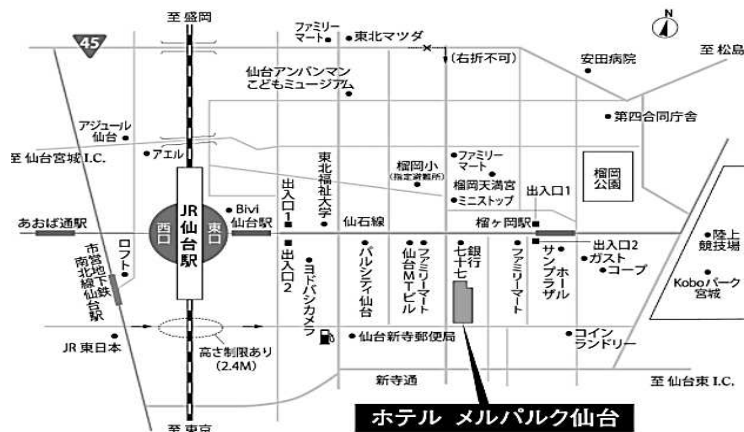 至 盛岡
45
ファミリー
マート
東北マツダ
(右折不可)
N
至 松島
安田病院
仙台アンパンマン
こどもミュージアム
第四合同庁舎
アジュール
仙台
アエル
至 仙台宮城 I.C.
東北福祉大学
榴岡小
(指定避難所)
ファミリー
マート
榴岡天満宮
ミニストップ
出入口1
榴岡
公園
Bivi
仙台駅
出入口1
仙石線
榴ヶ岡駅
あおば通駅
西口
JR仙台駅
東口
陸上
競技場
ロフト
市営地下鉄
南北線仙台駅
出入口2
ヨドバシカメラ
パルシティ仙台
仙台MTビル
ファミリーマート
七十七
銀行
ファミリーマート
サンプラザ
ホール
出入口2
ガスト
コープ
Koboパーク
宮城
JR 東日本
高さ制限あり
(2.4M)
仙台新寺郵便局
コイン
ランドリー
新寺通
至 仙台東 I.C.
ホテル メルパルク仙台
至 東京